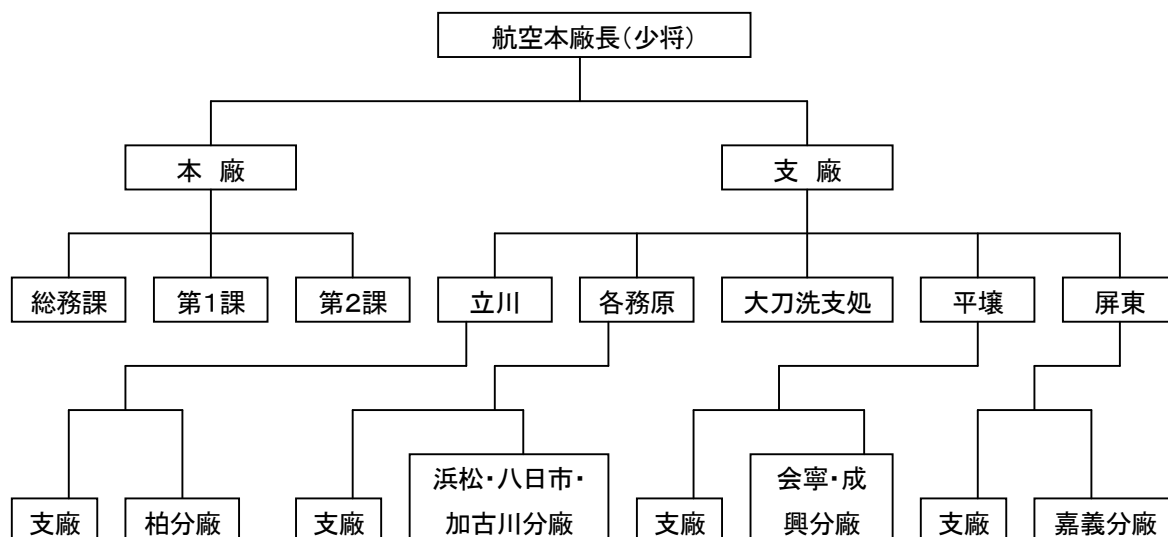 航空本廠長(少将)
本 廠
支 廠
総務課
第1課
第2課
立川
各務原
大刀洗支処
平壌
屏東
支廠
柏分廠
支廠
浜松・八日市・
加古川分廠
支廠
会寧・成
興分廠
支廠
嘉義分廠